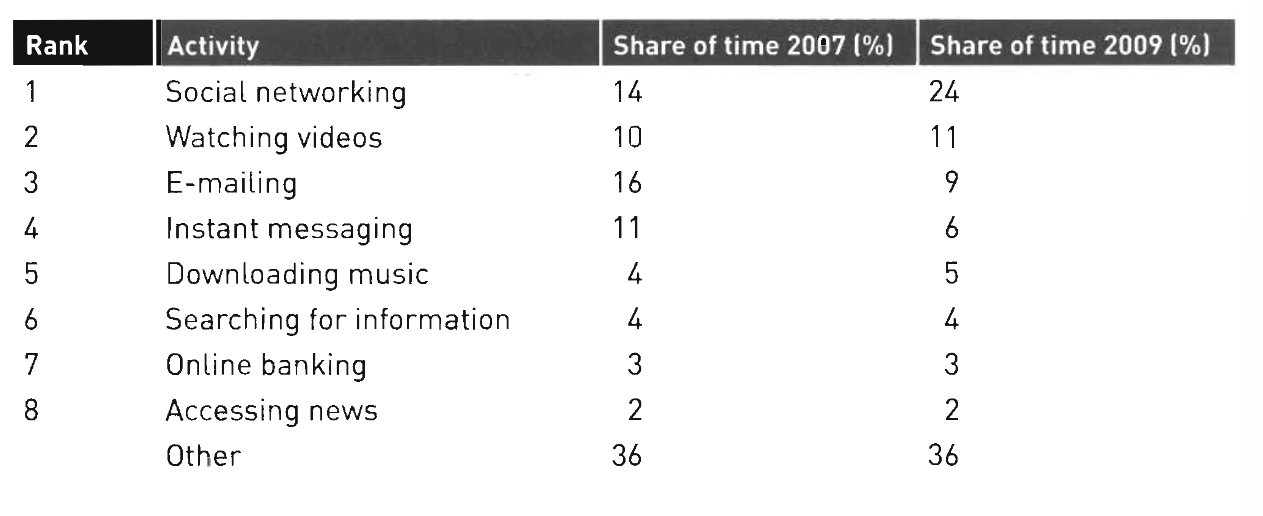 Rank Activity Share of time 2007 (%) Share of time 2009 (%)
1 Social networking 14 24
2 Watching videos 10 11
3 E-mailing 16 9
4 Instant messaging 11 6
5 Downloading music 4 5
6 Searching for information 4 4
7 Online banking 3 3
8 Accessing news 2 2
Other 36 36